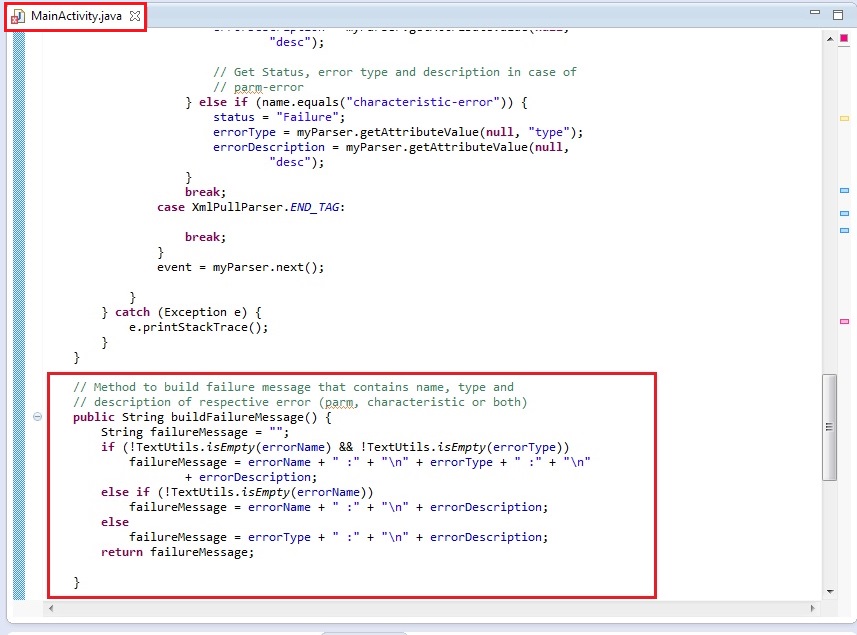 MainActivity.java
"desc");
// Get Status, error type and description in case of
// parm-error
} else if (name.equals("characteristic-error")) {
status = "Failure";
errorType = myParser.getAttributeValue(null, "type");
errorDescription = myParser.getAttributeValue(null,
"desc");
}
break;
case XmlPullParser.END_TAG:
break;
}
event = myParser.next();
}
} catch (Exception e) {
e.printStackTrace();
}
}
// Method to build failure message that contains name, type and
// description of respective error (parm, characteristic or both)
public String buildFailureMessage() {
String failureMessage = "";
if (!TextUtils.isEmpty(errorName) && !TextUtils.isEmpty(errorType))
failureMessage = errorName + " :" + "\n" + errorType + " :" + "\n"
+ errorDescription;
else if (!TextUtils.isEmpty(errorName))
failureMessage = errorName + " :" + "\n" + errorDescription;
else
failureMessage = errorType + " :" + "\n" + errorDescription;
return failureMessage;
}